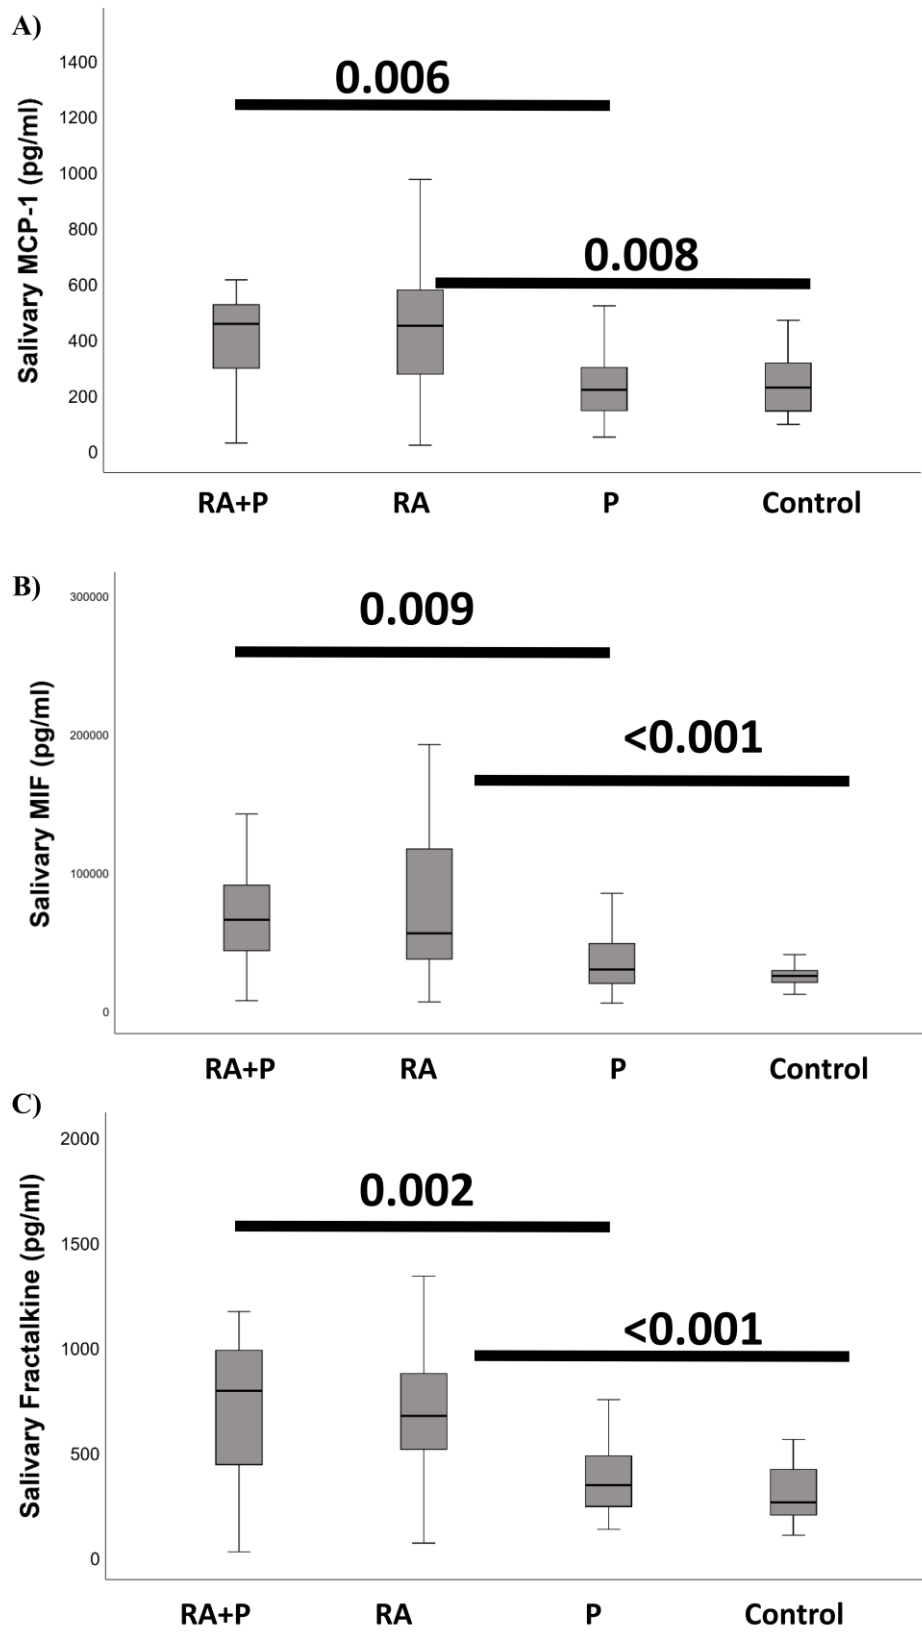 A)
Salivary MCP-1 (pg/ml)
1400
1200
1000
800
600
400
200
0
0.006
0.008
RA+P RA P Control
B)
Salivary MIF (pg/ml)
300000
200000
100000
0
0.009
<0.001
RA+P RA P Control
C)
Salivary Fractalkine (pg/ml)
2000
1500
1000
500
0
0.002
<0.001
RA+P RA P Control